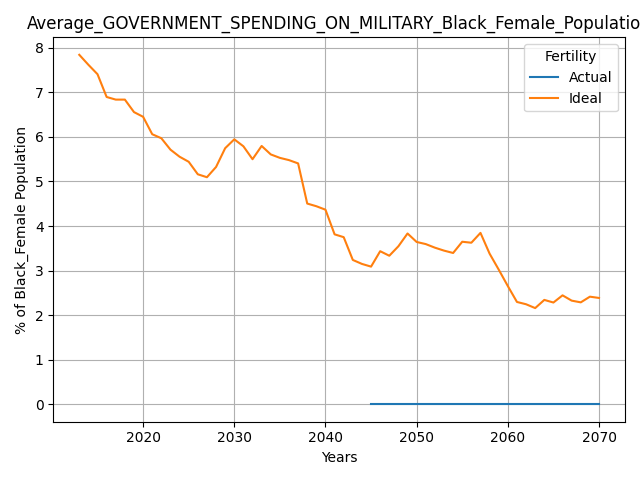 Average_GOVERNMENT_SPENDING_ON_MILITARY_Black_Female_Populatio
8
7
6
5
4
3
2
1
0
% of Black_Female Population
Fertility
Actual
Ideal
2020 2030 2040 2050 2060 2070
Years